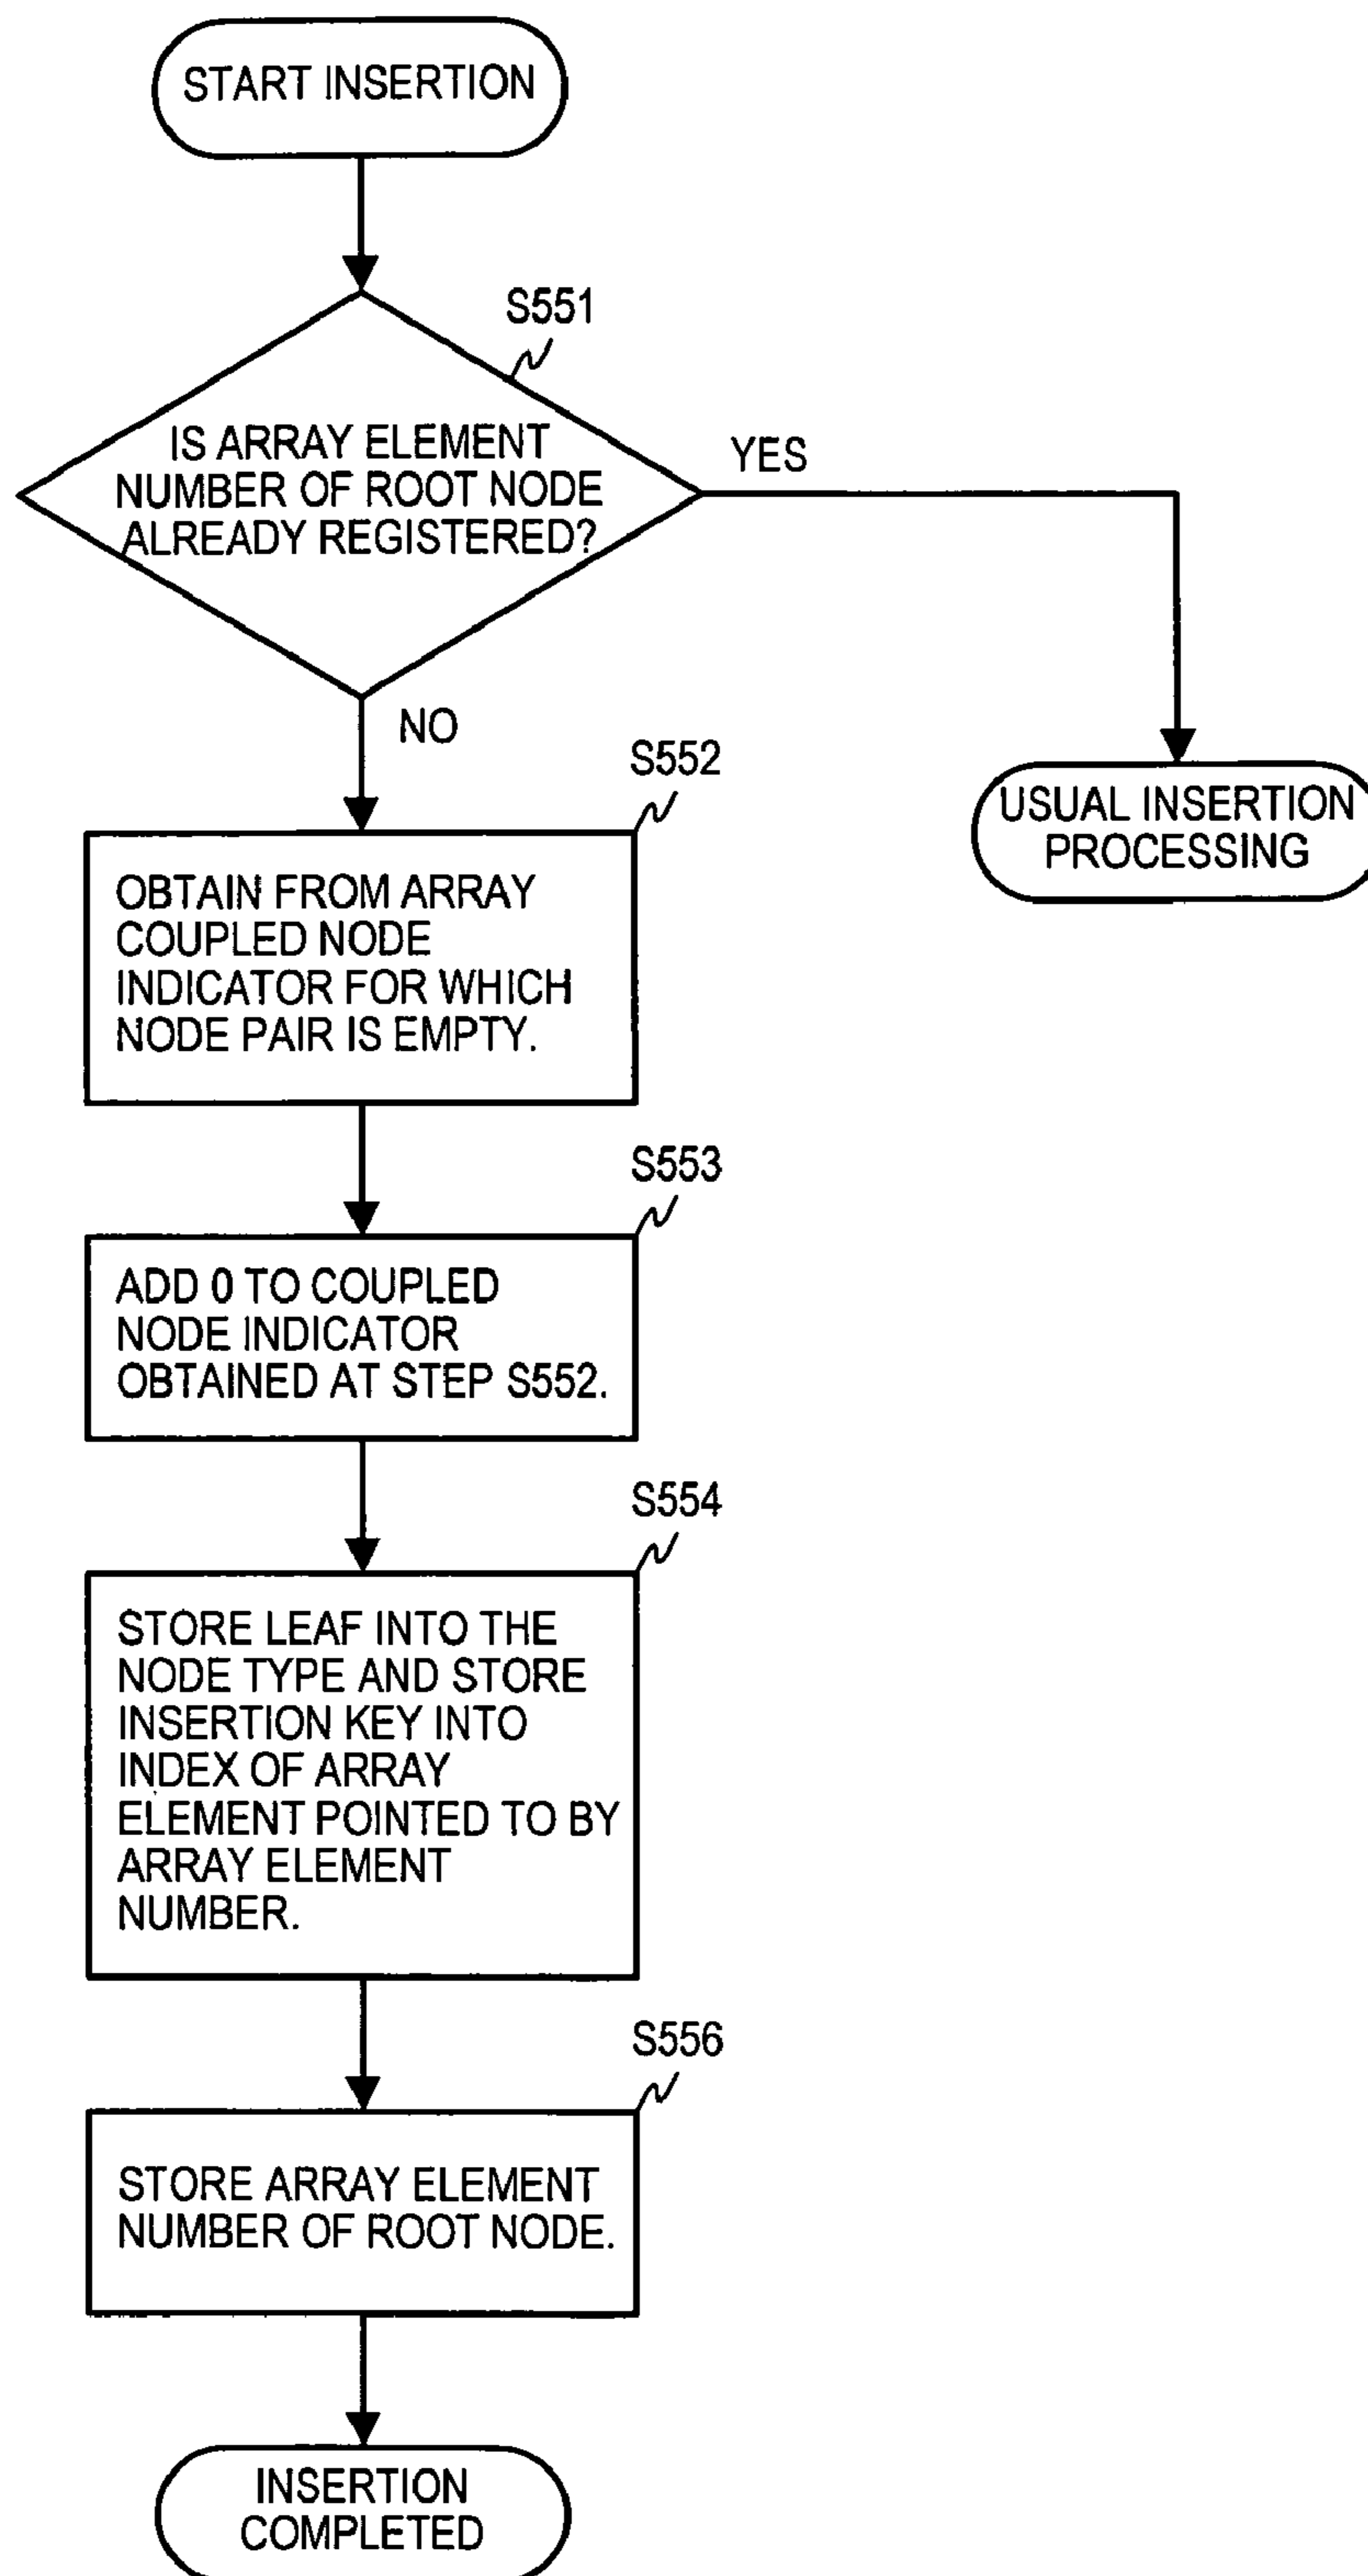 START INSERTION
S551
IS ARRAY ELEMENT
NUMBER OF ROOT NODE
ALREADY REGISTERED?
YES
NO
USUAL INSERTION
PROCESSING
S552
OBTAIN FROM ARRAY
COUPLED NODE
INDICATOR FOR WHICH
NODE PAIR IS EMPTY.
S553
ADD 0 TO COUPLED
NODE INDICATOR
OBTAINED AT STEP S552.
S554
STORE LEAF INTO THE
NODE TYPE AND STORE
INSERTION KEY INTO
INDEX OF ARRAY
ELEMENT POINTED TO BY
ARRAY ELEMENT
NUMBER.
S556
STORE ARRAY ELEMENT
NUMBER OF ROOT NODE.
INSERTION
COMPLETED